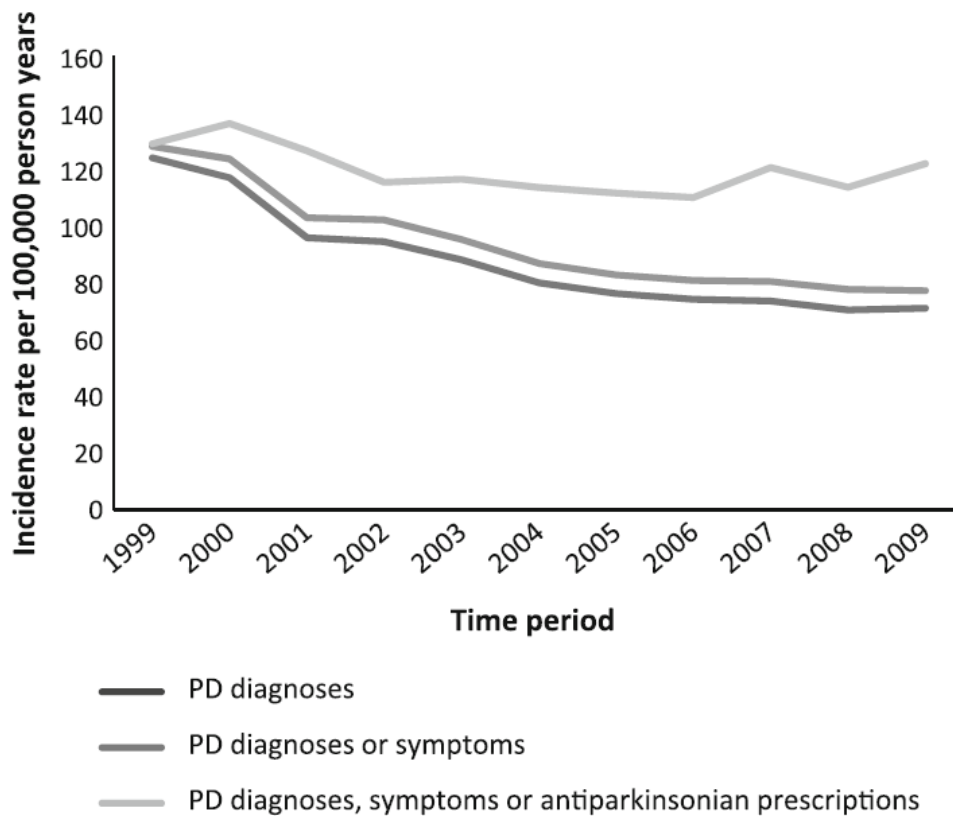 Incidence rate per 100,000 person years
160
140
120
100
80
60
40
20
0
1999 2000 2001 2002 2003 2004 2005 2006 2007 2008 2009
Time period
PD diagnoses
PD diagnoses or symptoms
PD diagnoses, symptoms or antiparkinsonian prescriptions